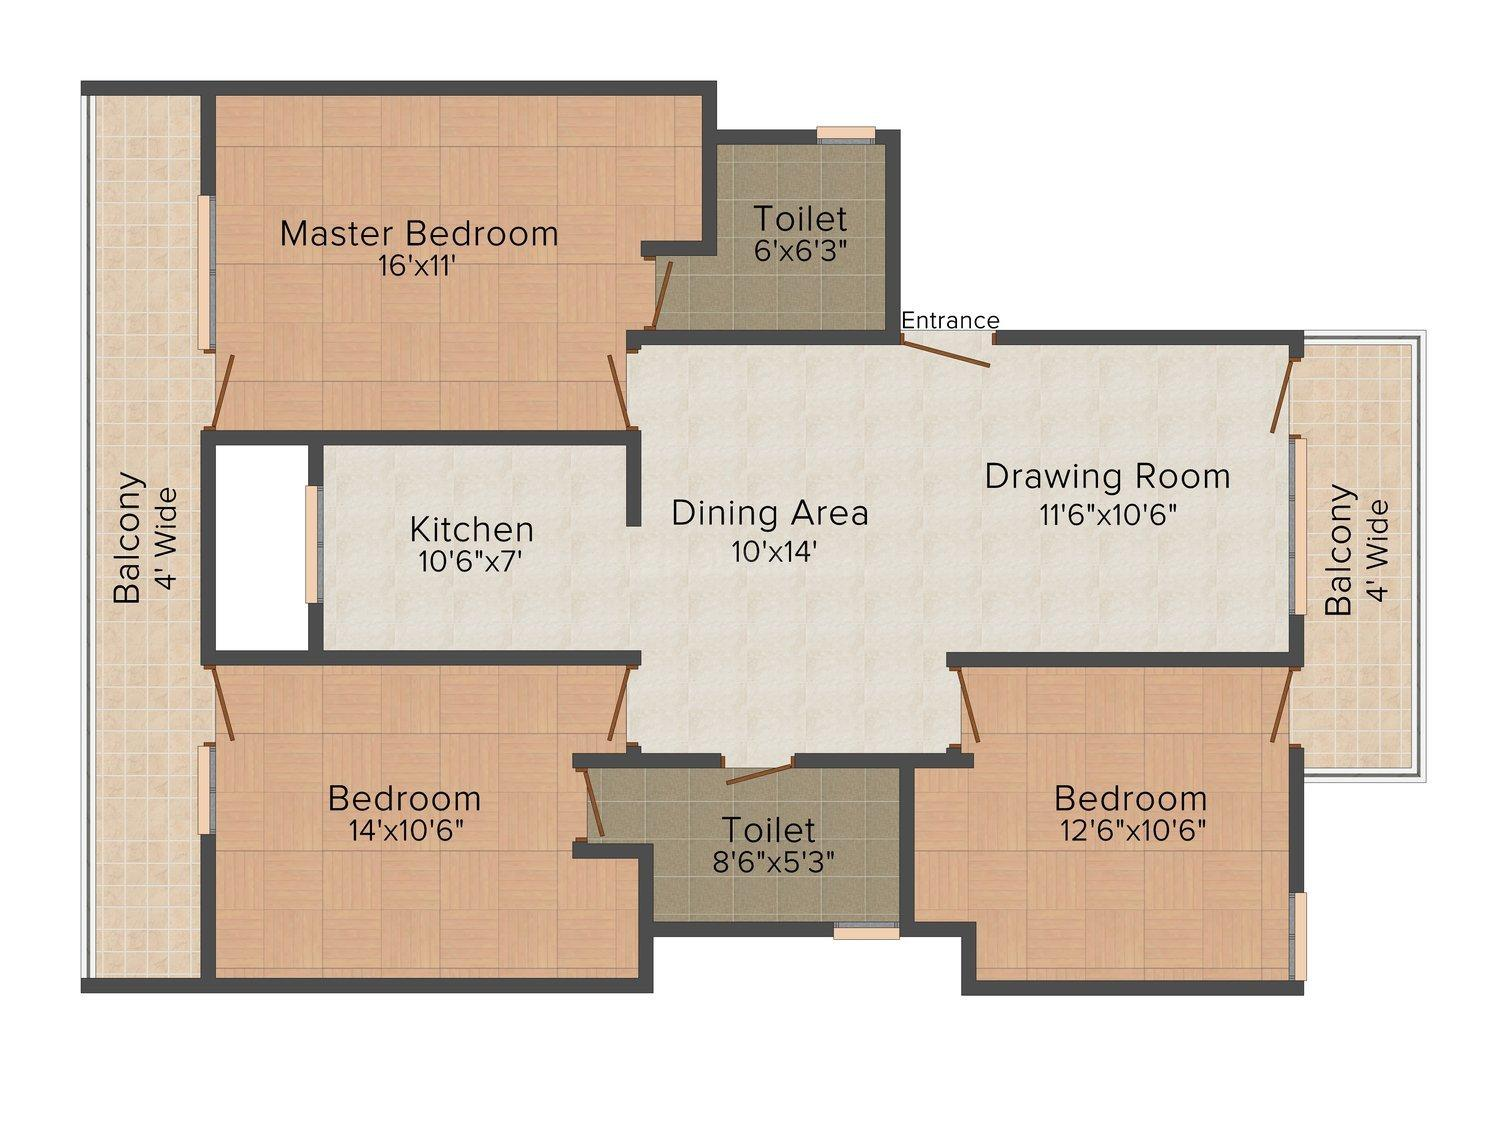 Master Bedroom
16'x11'
Toilet
6'x6'3"
Entrance
Balcony
4' Wide
Kitchen
10'6"x7'
Dining Area
10'x14'
Drawing Room
11'6"x10'6"
Balcony
4' Wide
Bedroom
14'x10'6"
Toilet
8'6"x5'3"
Bedroom
12'6"x10'6"